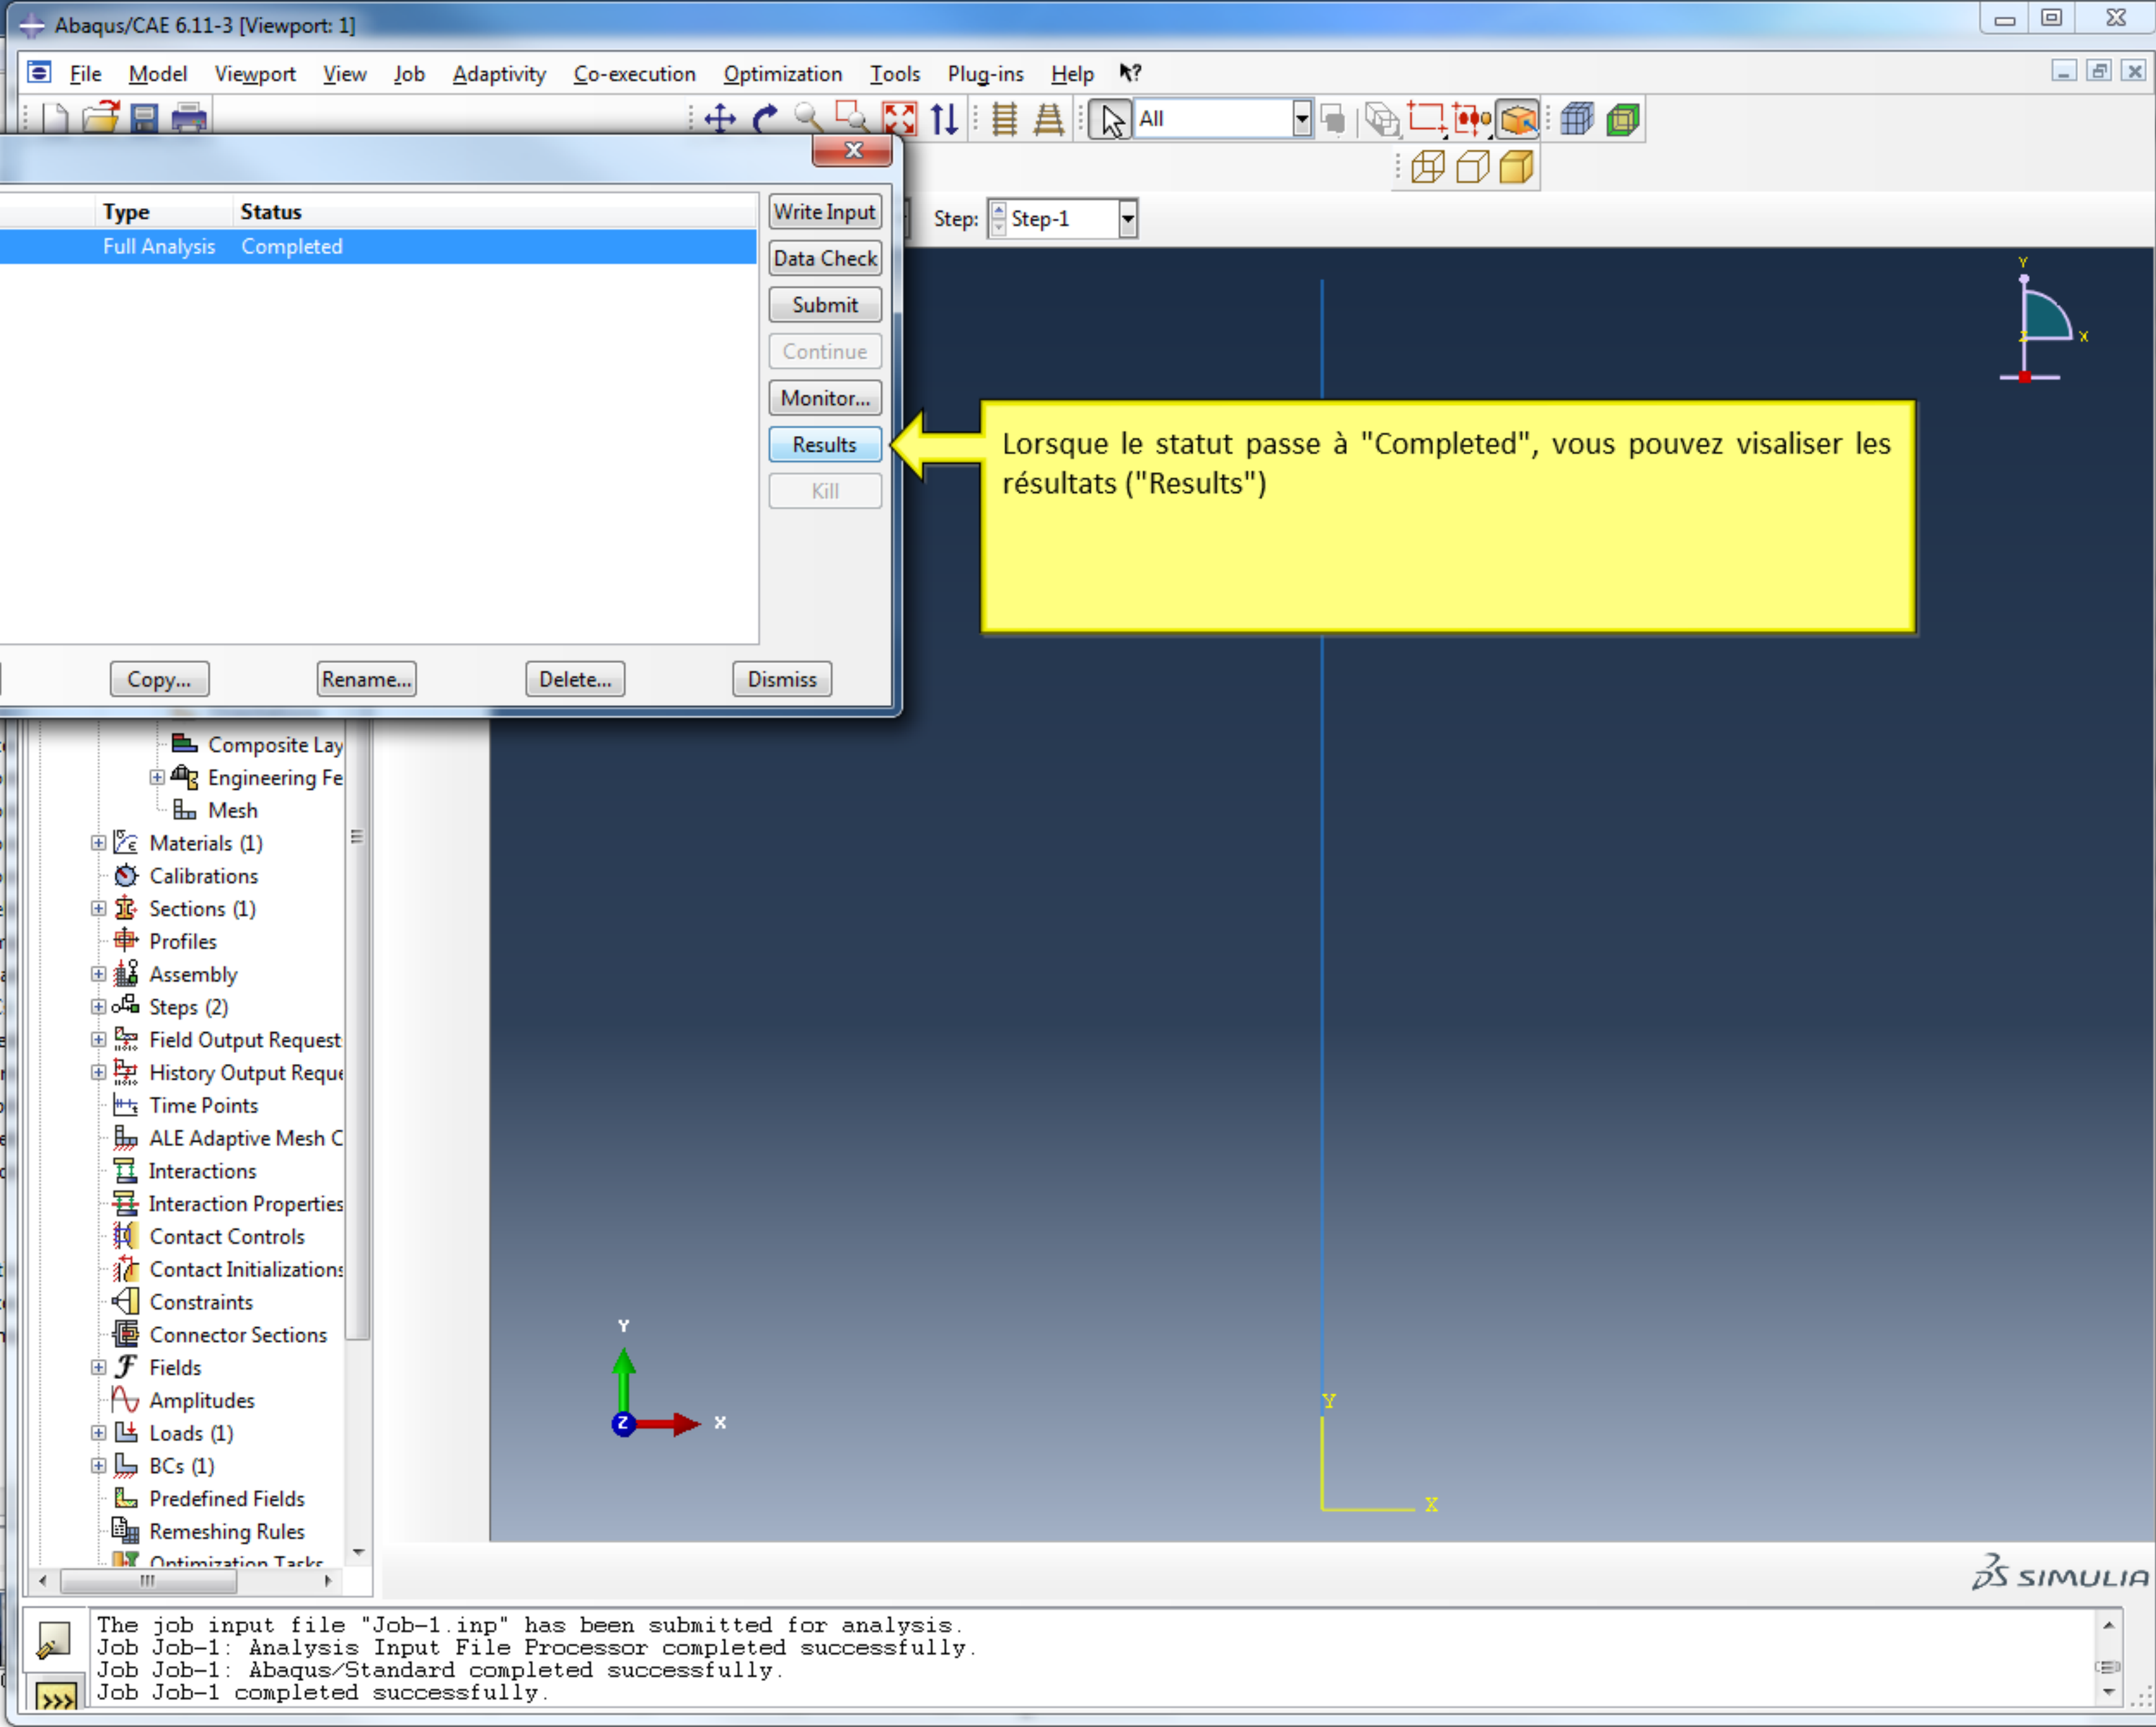 Abaqus/CAE 6.11-3 [Viewport: 1]
File Model Viewport View Job Adaptivity Co-execution Optimization Tools Plug-ins Help
All
Type Status
Full Analysis Completed
Write Input
Data Check
Submit
Continue
Monitor...
Results
Kill
Copy... Rename... Delete... Dismiss
Step: Step-1
Y
X
Z
Lorsque le statut passe à "Completed", vous pouvez visaliser les
résultats ("Results")
Composite Lay
Engineering Fe
Mesh
Materials (1)
Calibrations
Sections (1)
Profiles
Assembly
Steps (2)
Field Output Request
History Output Reque
Time Points
ALE Adaptive Mesh C
Interactions
Interaction Properties
Contact Controls
Contact Initializations
Constraints
Connector Sections
Fields
Amplitudes
Loads (1)
BCs (1)
Predefined Fields
Remeshing Rules
Optimization Tasks
Y
Z X
Y
X
SIMULIA
The job input file "Job-1.inp" has been submitted for analysis.
Job Job-1: Analysis Input File Processor completed successfully.
Job Job-1: Abaqus/Standard completed successfully.
Job Job-1 completed successfully.
>>>